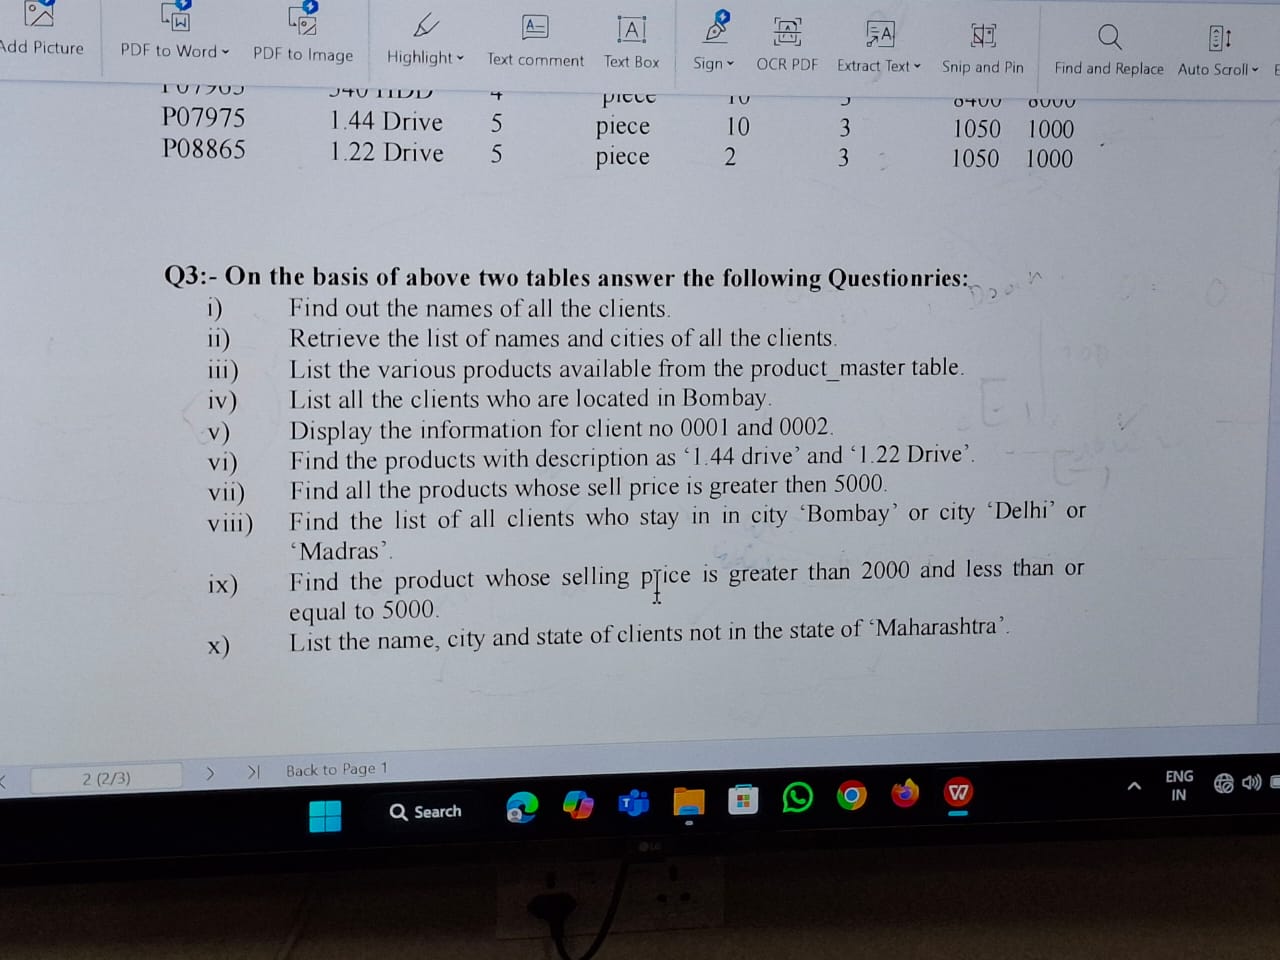 Add Picture PDF to Word PDF to Image Highlight Text comment Text Box Sign OCR PDF Extract Text Snip and Pin Find and Replace Auto Scroll
P07975 1.44 Drive 5 piece 10 3 1050 1000
P08865 1.22 Drive 5 piece 2 3 1050 1000
Q3:- On the basis of above two tables answer the following Questionries:
i) Find out the names of all the clients.
ii) Retrieve the list of names and cities of all the clients.
iii) List the various products available from the product_master table.
iv) List all the clients who are located in Bombay.
v) Display the information for client no 0001 and 0002.
vi) Find the products with description as ‘1.44 drive’ and ‘1.22 Drive’.
vii) Find all the products whose sell price is greater then 5000.
viii) Find the list of all clients who stay in in city ‘Bombay’ or city ‘Delhi’ or
‘Madras’.
ix) Find the product whose selling price is greater than 2000 and less than or
equal to 5000.
x) List the name, city and state of clients not in the state of ‘Maharashtra’.
2 (2/3) Back to Page 1
Search ENG
IN
LG